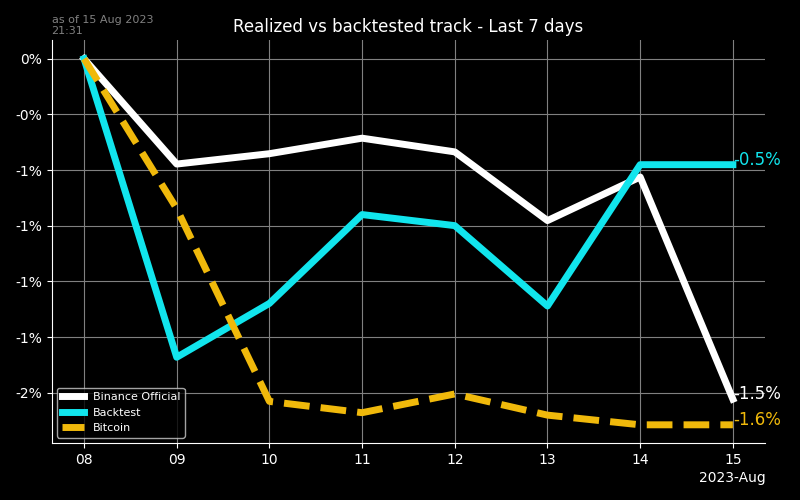 as of 15 Aug 2023
21:31
Realized vs backtested track - Last 7 days
0%
-0%
-1%
-1%
-1%
-1%
-2%
-0.5%
-1.5%
-1.6%
Binance Official
Backtest
Bitcoin
08 09 10 11 12 13 14 15
2023-Aug